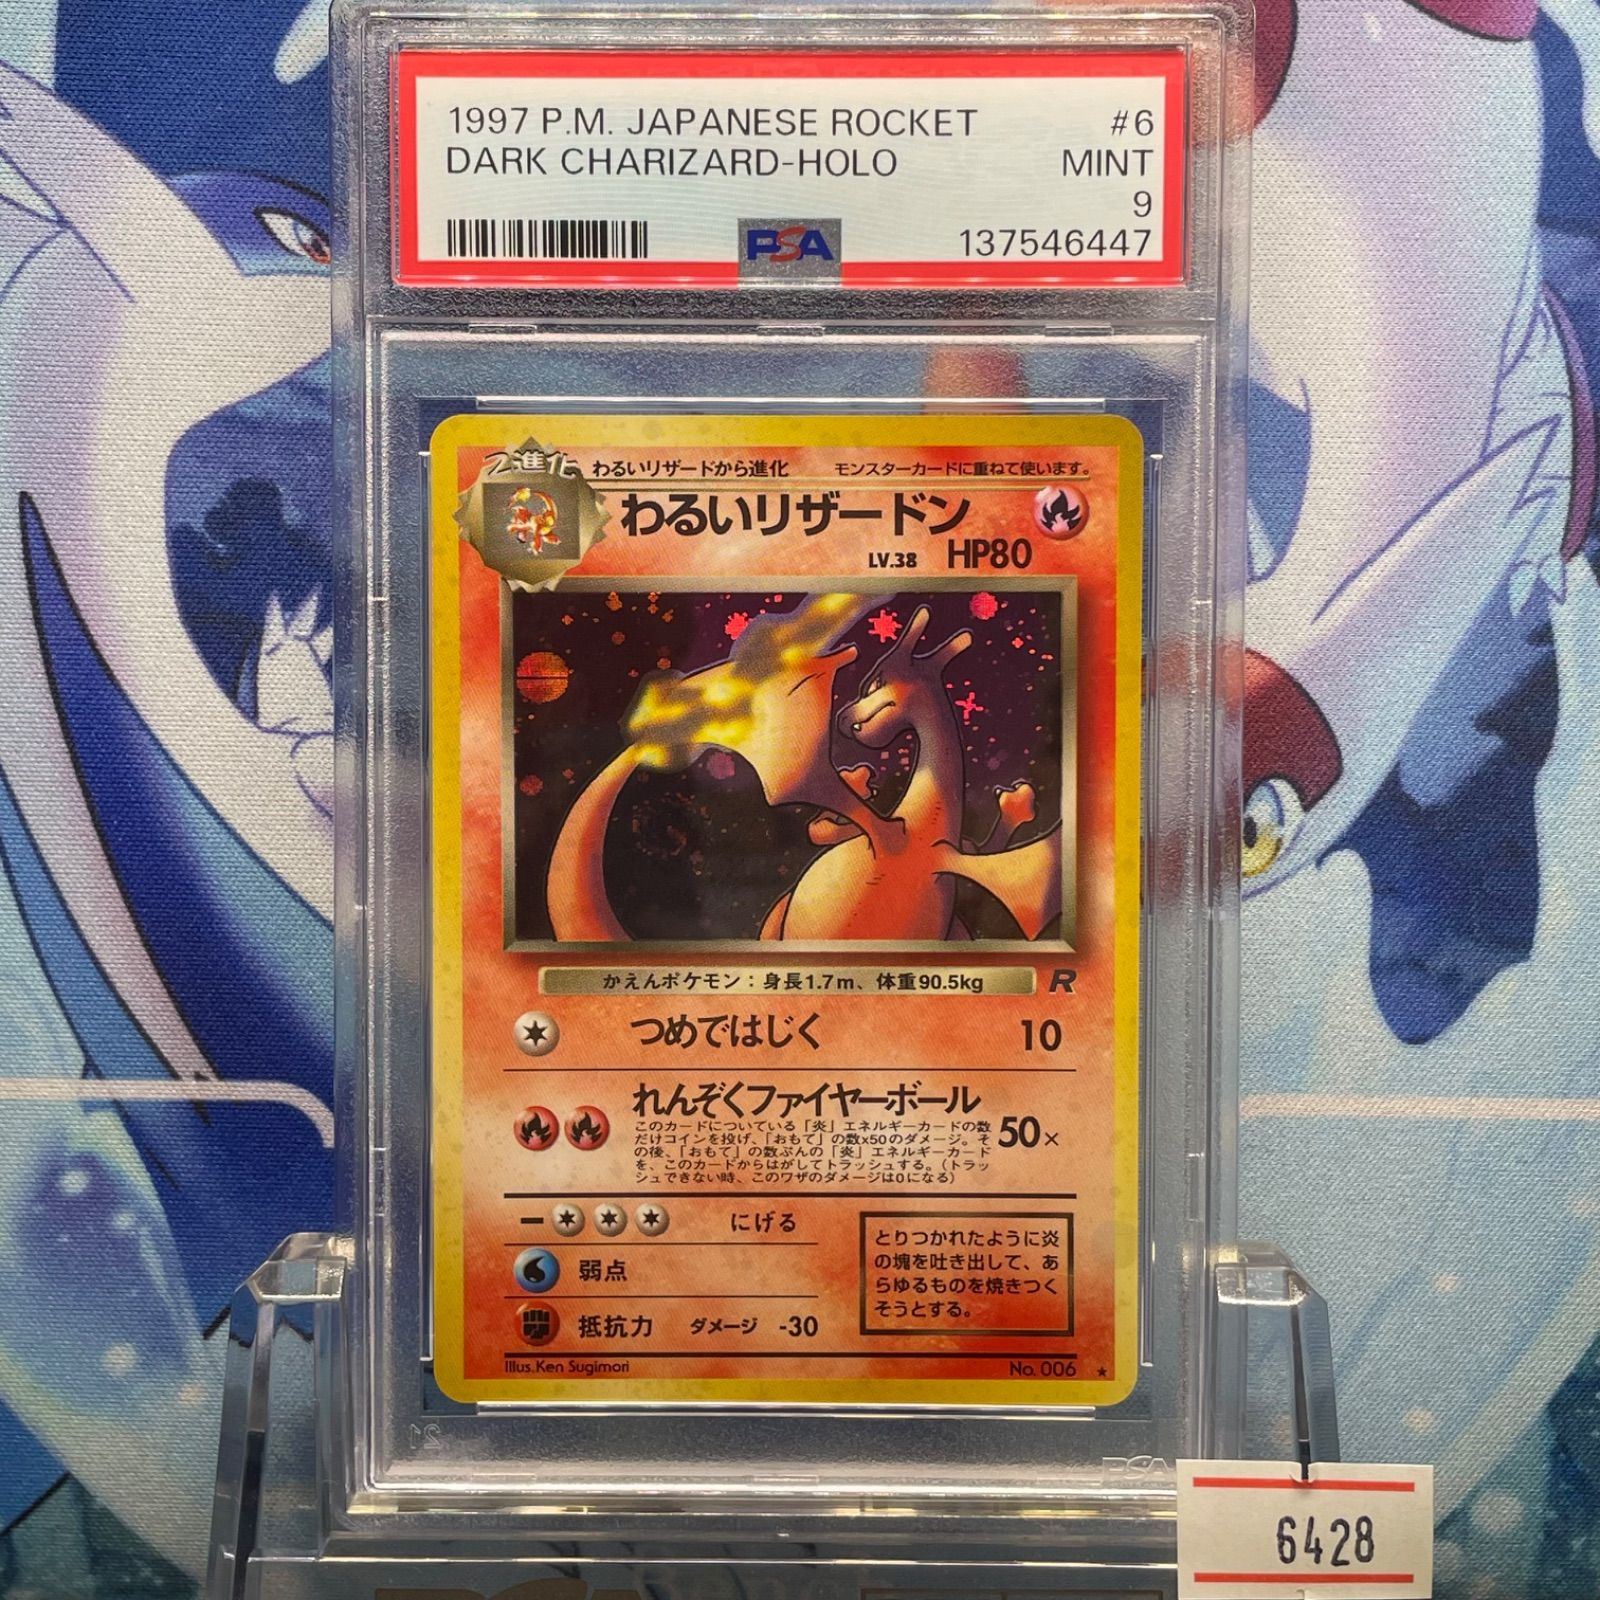 1997 P.M. JAPANESE ROCKET #6
DARK CHARIZARD-HOLO MINT
9
PSA 137546447
2進化 わるいリザードから進化 モンスターカードに重ねて使います。
わるいリザードン
LV.38 HP80
かえんポケモン：身長1.7m、体重90.5kg R
つめではじく 10
れんぞくファイヤーボール
このカードについている「炎」エネルギーカードの数
だけコインを投げ、「おもて」の数x50のダメージ。そ
の後、「おもて」の数ぶんの「炎」エネルギーカード
を、このカードからはがしてトラッシュする。（トラッ
シュできない時、このワザのダメージは0になる）
50×
にげる
弱点
抵抗力 ダメージ -30
とりつかれたように炎
の塊を吐き出して、あ
らゆるものを焼きつく
そうとする。
Illus. Ken Sugimori No. 006 ★
PSA
6428